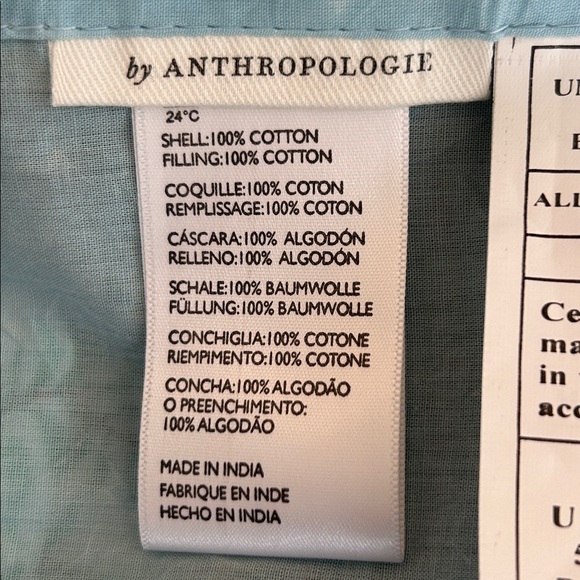 by ANTHROPOLOGIE
24°C
SHELL:100% COTTON
FILLING:100% COTTON
COQUILLE:100% COTON
REMPLISSAGE:100% COTON
CÁSCARA:100% ALGODÓN
RELLENO:100% ALGODÓN
SCHALE:100% BAUMWOLLE
FÜLLUNG:100% BAUMWOLLE
CONCHIGLIA:100% COTONE
RIEMPIMENTO:100% COTONE
CONCHA:100% ALGODÃO
O PREENCHIMENTO:
100% ALGODÃO
MADE IN INDIA
FABRIQUE EN INDE
HECHO EN INDIA
ALL
in